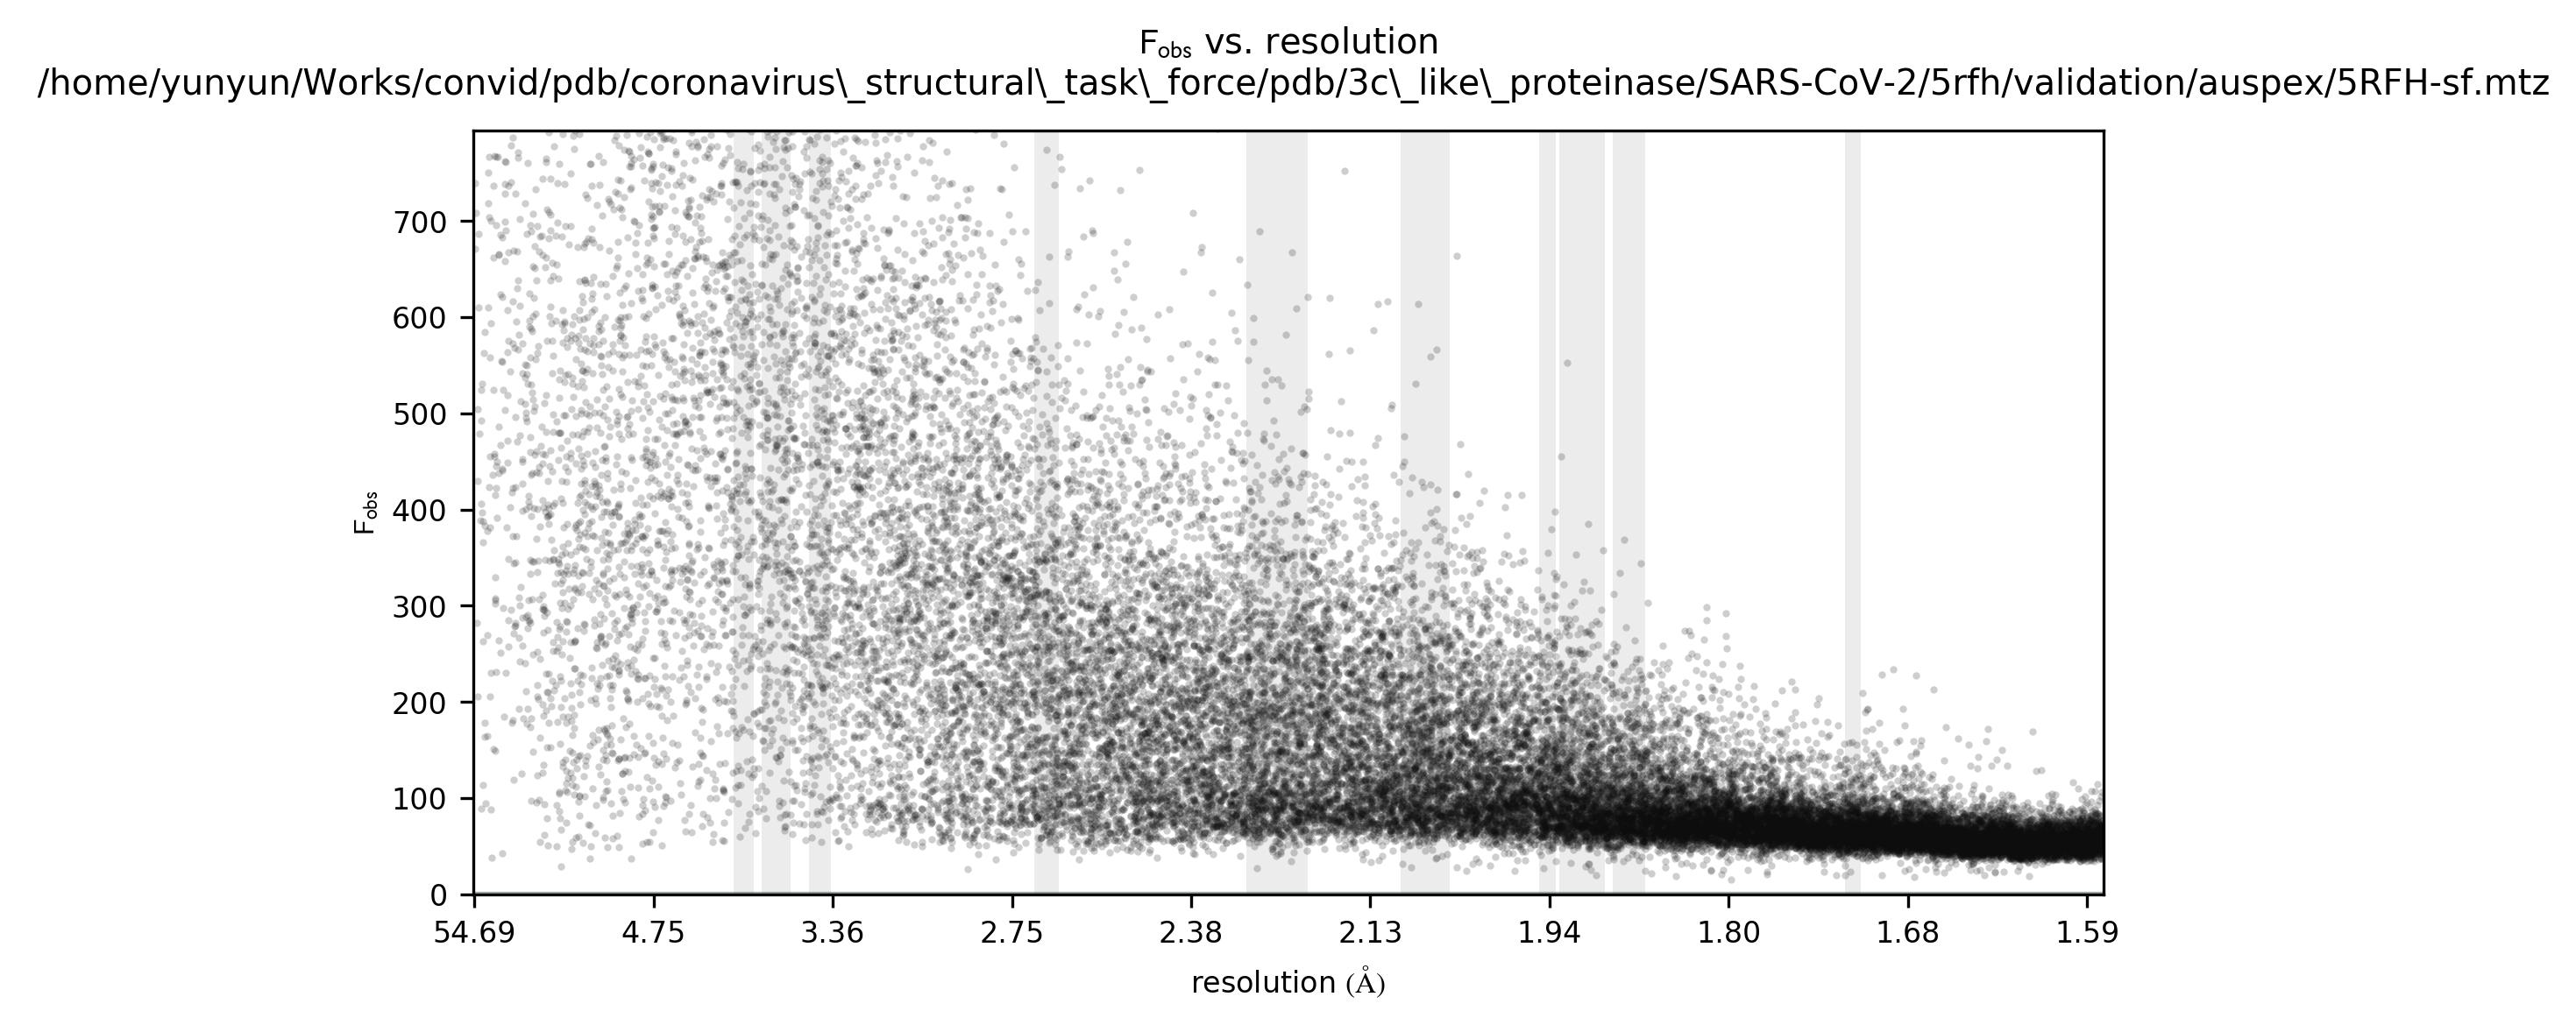 Fobs vs. resolution
/home/yunyun/Works/convid/pdb/coronavirus\_structural\_task\_force/pdb/3c\_like\_proteinase/SARS-CoV-2/5rfh/validation/auspex/5RFH-sf.mtz
Fobs
700
600
500
400
300
200
100
0
54.69 4.75 3.36 2.75 2.38 2.13 1.94 1.80 1.68 1.59
resolution (Å)